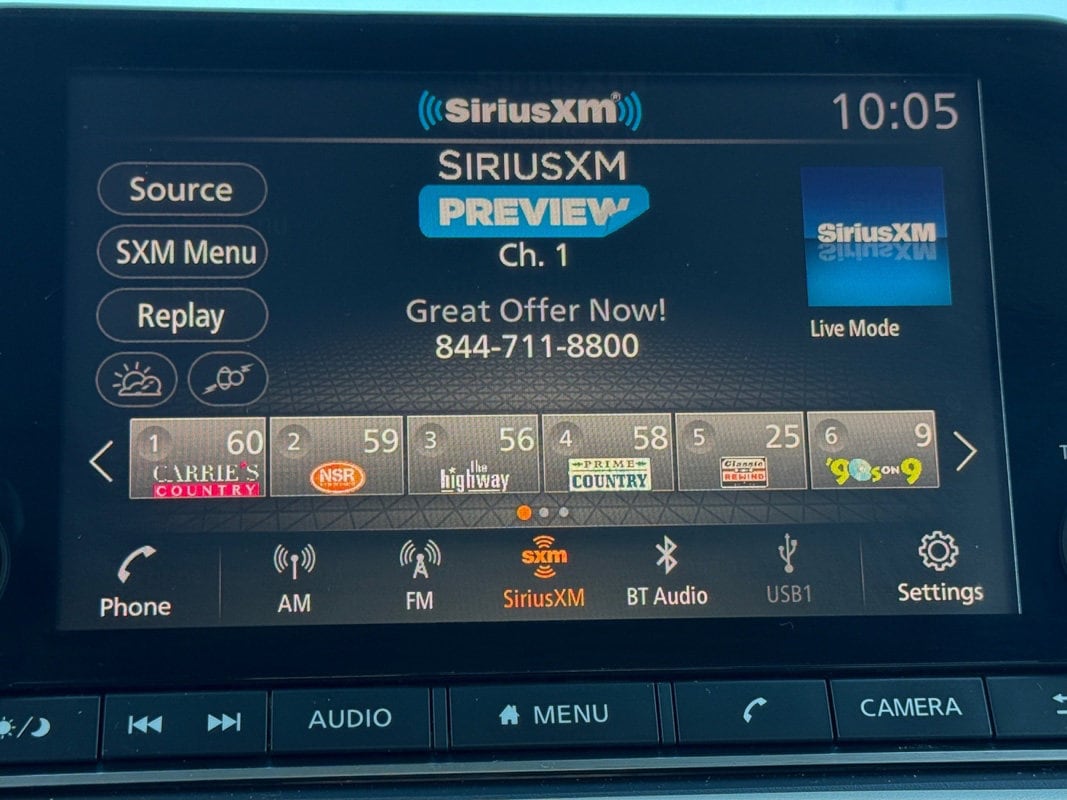 SiriusXM®
10:05
Source
SXM Menu
Replay
SIRIUSXM
PREVIEW
Ch. 1
Great Offer Now!
844-711-8800
SiriusXM
Live Mode
1 60
CARRIE'S
COUNTRY
2 59
NSR
3 56
the
highway
4 58
PRIME
COUNTRY
5 25
Classic
REWIND
6 9
'90s ON 9
Phone
AM
FM
sxm
SiriusXM
BT Audio
USB1
Settings
AUDIO
MENU
CAMERA
T